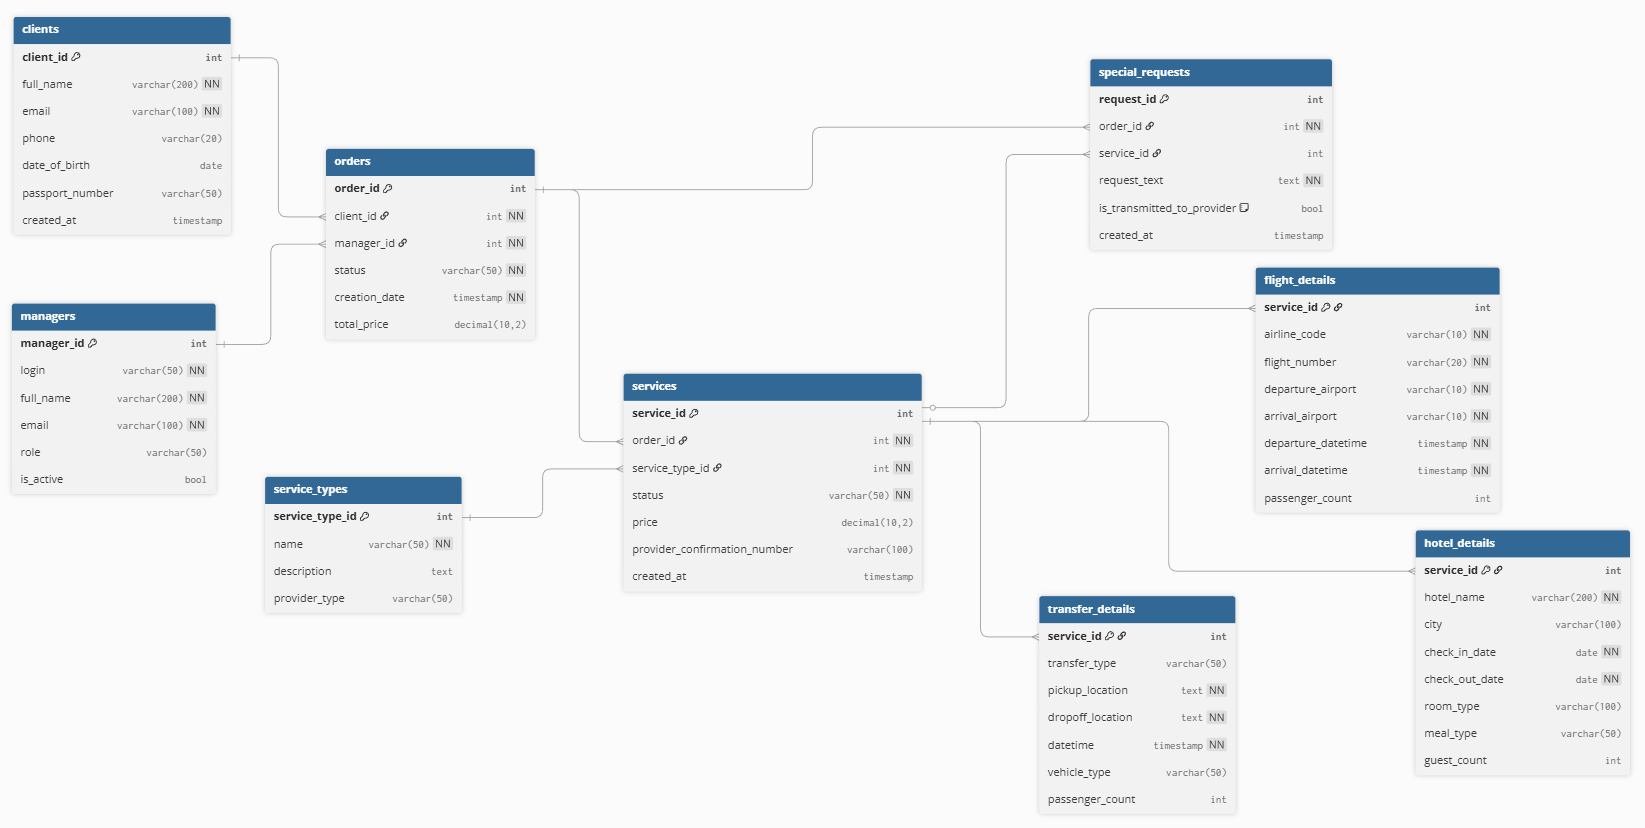 clients
client_id int
full_name varchar(200) NN
email varchar(100) NN
phone varchar(20)
date_of_birth date
passport_number varchar(50)
created_at timestamp
managers
manager_id int
login varchar(50) NN
full_name varchar(200) NN
email varchar(100) NN
role varchar(50)
is_active bool
orders
order_id int
client_id int NN
manager_id int NN
status varchar(50) NN
creation_date timestamp NN
total_price decimal(10,2)
service_types
service_type_id int
name varchar(50) NN
description text
provider_type varchar(50)
services
service_id int
order_id int NN
service_type_id int NN
status varchar(50) NN
price decimal(10,2)
provider_confirmation_number varchar(100)
created_at timestamp
special_requests
request_id int
order_id int NN
service_id int
request_text text NN
is_transmitted_to_provider bool
created_at timestamp
flight_details
service_id int
airline_code varchar(10) NN
flight_number varchar(20) NN
departure_airport varchar(10) NN
arrival_airport varchar(10) NN
departure_datetime timestamp NN
arrival_datetime timestamp NN
passenger_count int
transfer_details
service_id int
transfer_type varchar(50)
pickup_location text NN
dropoff_location text NN
datetime timestamp NN
vehicle_type varchar(50)
passenger_count int
hotel_details
service_id int
hotel_name varchar(200) NN
city varchar(100)
check_in_date date NN
check_out_date date NN
room_type varchar(100)
meal_type varchar(50)
guest_count int